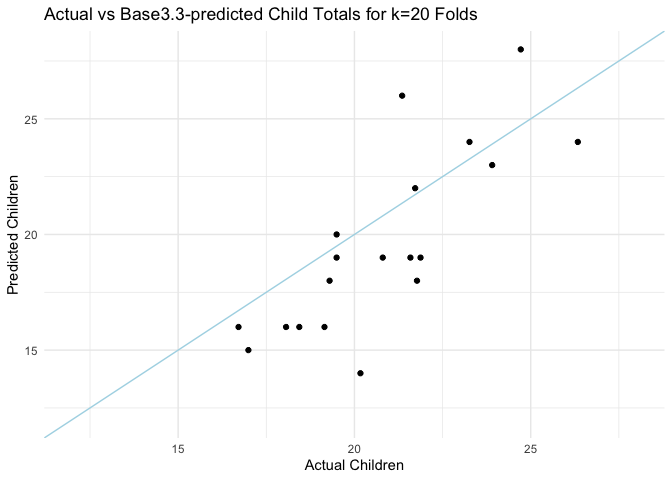 Actual vs Base3.3-predicted Child Totals for k=20 Folds
25
20
15
Predicted Children
15 20 25
Actual Children